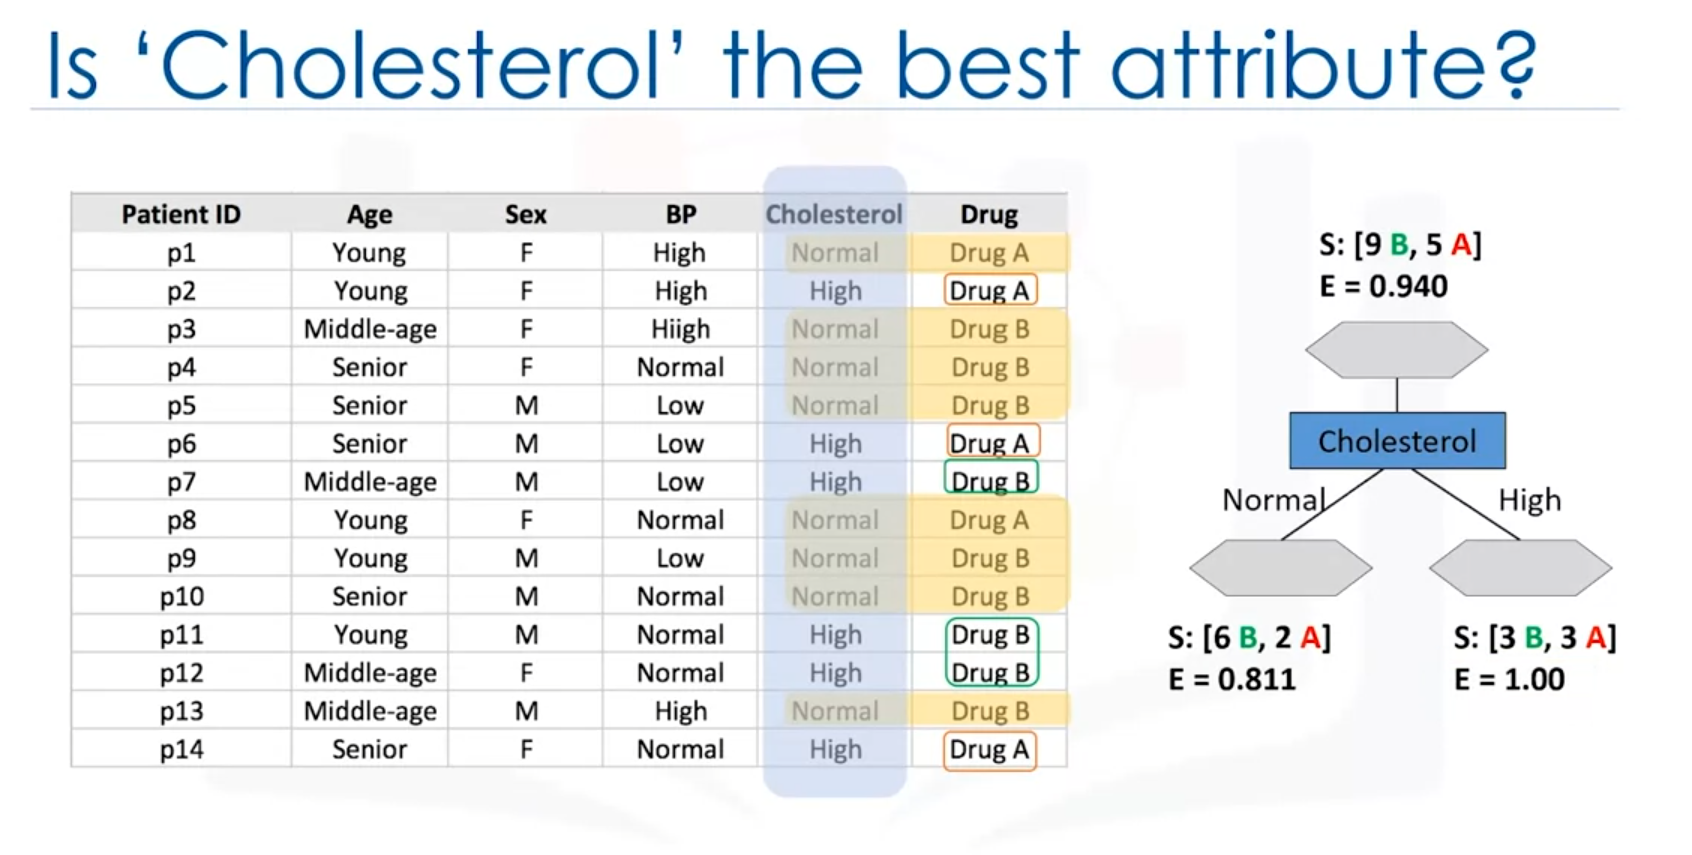 Is ‘Cholesterol’ the best attribute?
Patient ID Age Sex BP Cholesterol Drug
p1 Young F High Normal Drug A
p2 Young F High High Drug A
p3 Middle-age F Hiigh Normal Drug B
p4 Senior F Normal Normal Drug B
p5 Senior M Low Normal Drug B
p6 Senior M Low High Drug A
p7 Middle-age M Low High Drug B
p8 Young F Normal Normal Drug A
p9 Young M Low Normal Drug B
p10 Senior M Normal Normal Drug B
p11 Young M Normal High Drug B
p12 Middle-age F Normal High Drug B
p13 Middle-age M High Normal Drug B
p14 Senior F Normal High Drug A
S: [9 B, 5 A]
E = 0.940
Cholesterol
Normal High
S: [6 B, 2 A] S: [3 B, 3 A]
E = 0.811 E = 1.00